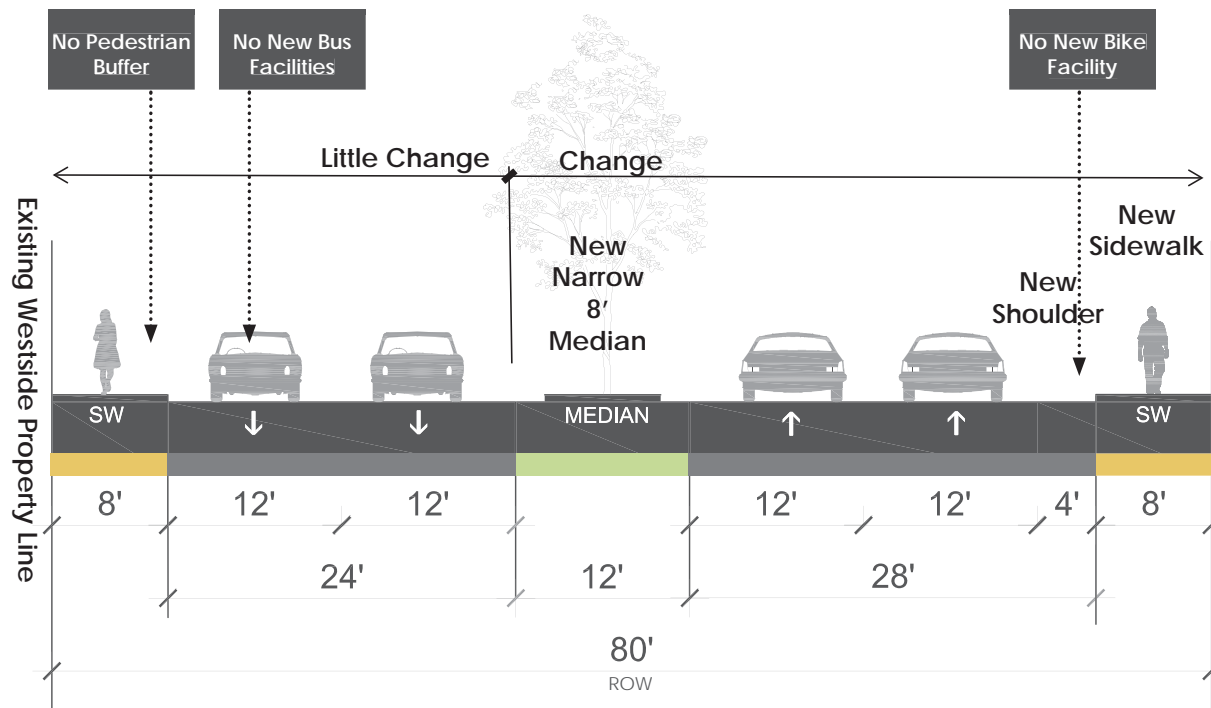 No Pedestrian
Buffer
No New Bus
Facilities
No New Bike
Facility
Little Change
Change
Existing Westside Property Line
New
Narrow
8'
Median
New
Shoulder
New
Sidewalk
SW
MEDIAN
SW
8'
12'
12'
12'
12'
4'
8'
24'
12'
28'
80'
ROW